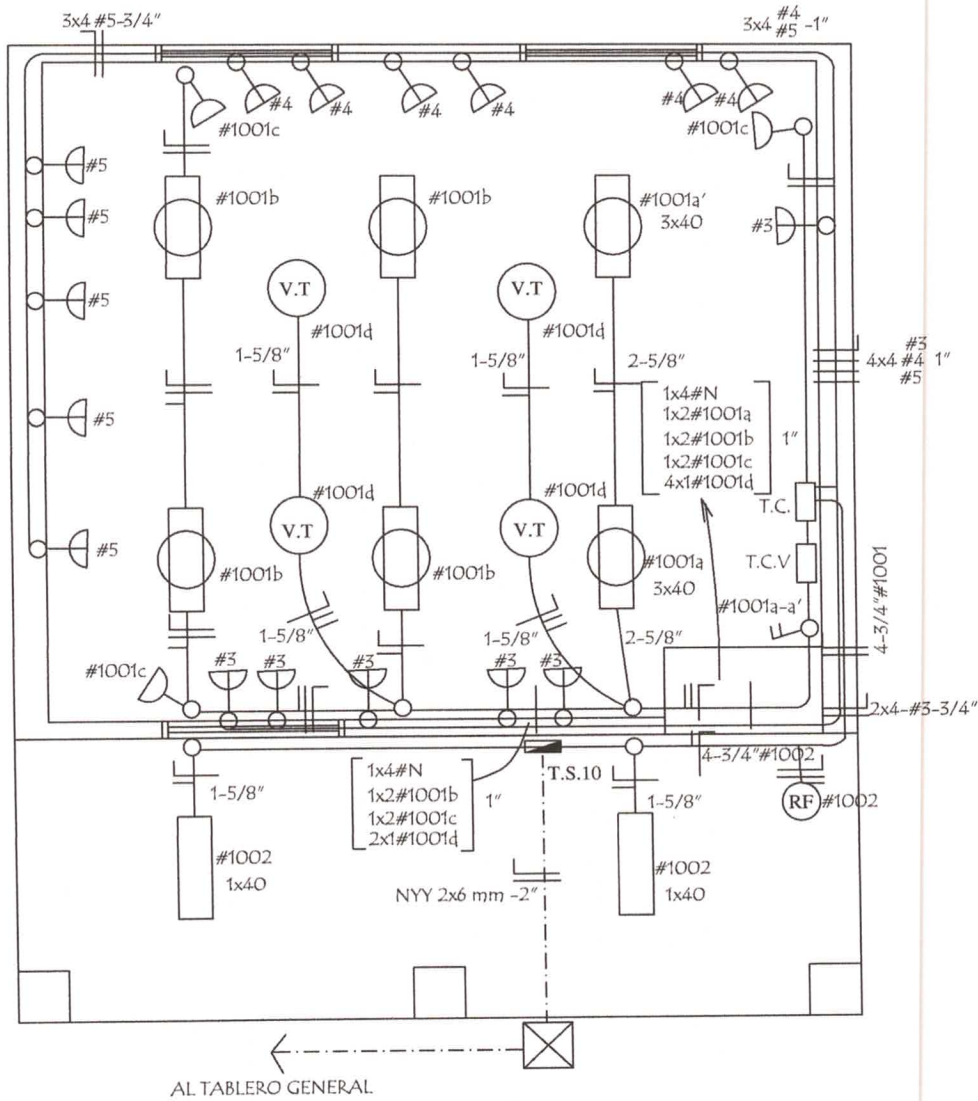 3x4 #5-3/4"
3x4 #4
#5 -1"
#4
#4
#4
#4
#4
#4
#1001c
#1001c
#5
#5
#5
#5
#5
#1001b
#1001b
#1001a'
3x40
#3
V.T
V.T
#1001d
#1001d
1-5/8"
1-5/8"
2-5/8"
#3
4x4 #4 1"
#5
1x4#N
1x2#1001a
1x2#1001b
1x2#1001c
4x1#1001d
1"
T.C.
T.C.V
#1001d
#1001d
V.T
V.T
#1001b
#1001b
#1001a
3x40
#1001a-a'
4-3/4"#1001
1-5/8"
1-5/8"
2-5/8"
#1001c
#3
#3
#3
#3
#3
2x4-#3-3/4"
4-3/4"#1002
T.S.10
1x4#N
1x2#1001b
1x2#1001c
2x1#1001d
1"
1-5/8"
1-5/8"
RF
#1002
#1002
1x40
#1002
1x40
NYY 2x6 mm -2"
AL TABLERO GENERAL